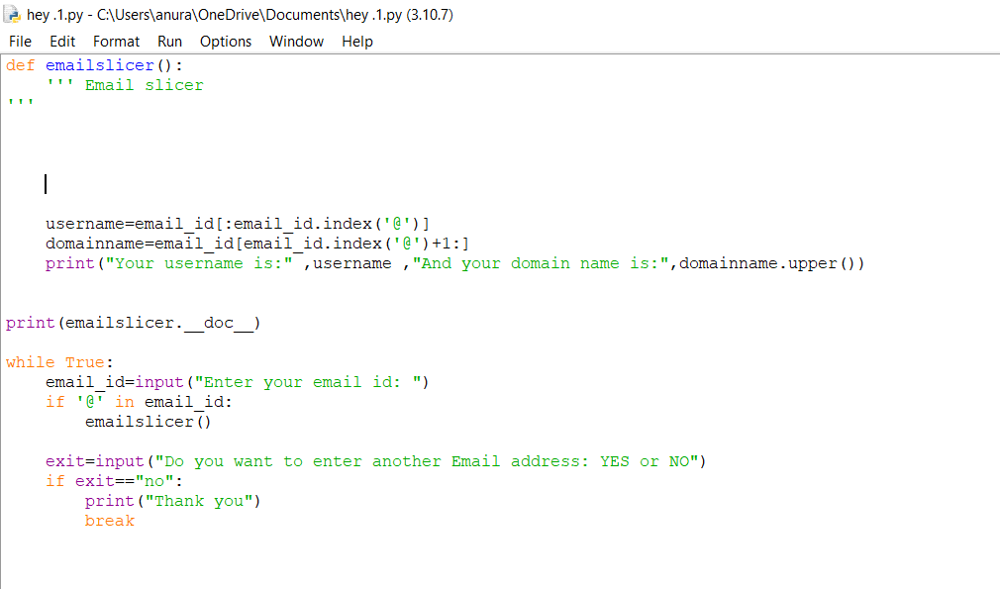 hey .1.py - C:\Users\anura\OneDrive\Documents\hey .1.py (3.10.7)
File Edit Format Run Options Window Help
def emailslicer():
    ''' Email slicer
'''
    username=email_id[:email_id.index('@')]
    domainname=email_id[email_id.index('@')+1:]
    print("Your username is:" ,username ,"And your domain name is:",domainname.upper())
print(emailslicer.__doc__)
while True:
    email_id=input("Enter your email id: ")
    if '@' in email_id:
        emailslicer()
    exit=input("Do you want to enter another Email address: YES or NO")
    if exit=="no":
        print("Thank you")
        break